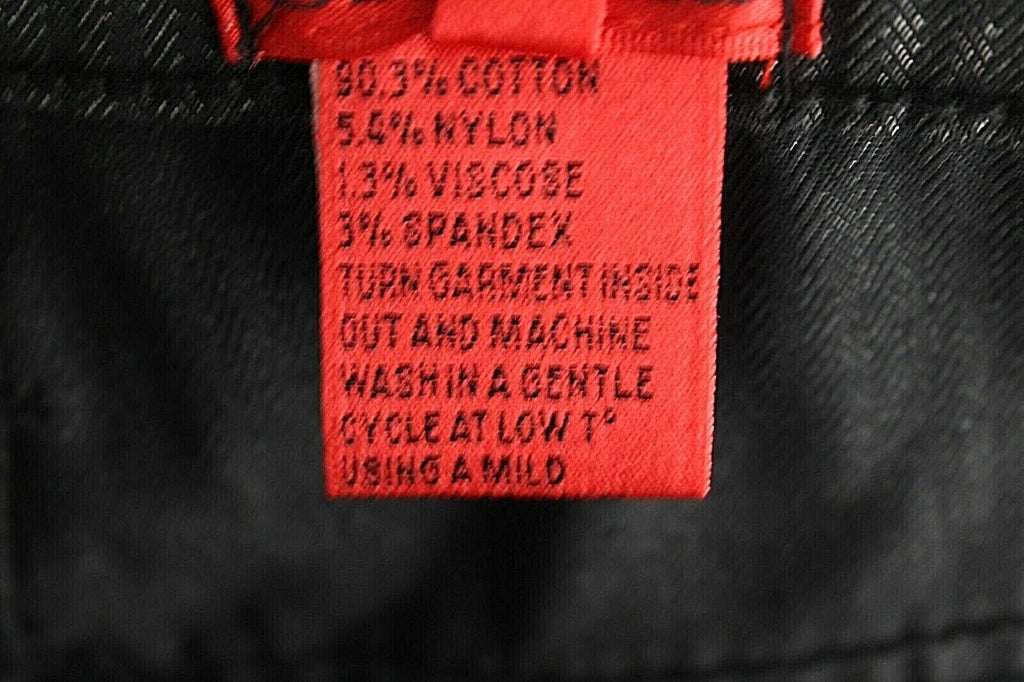 90.3% COTTON
5.4% NYLON
1.3% VISCOSE
3% SPANDEX
TURN GARMENT INSIDE
OUT AND MACHINE
WASH IN A GENTLE
CYCLE AT LOW T°
USING A MILD